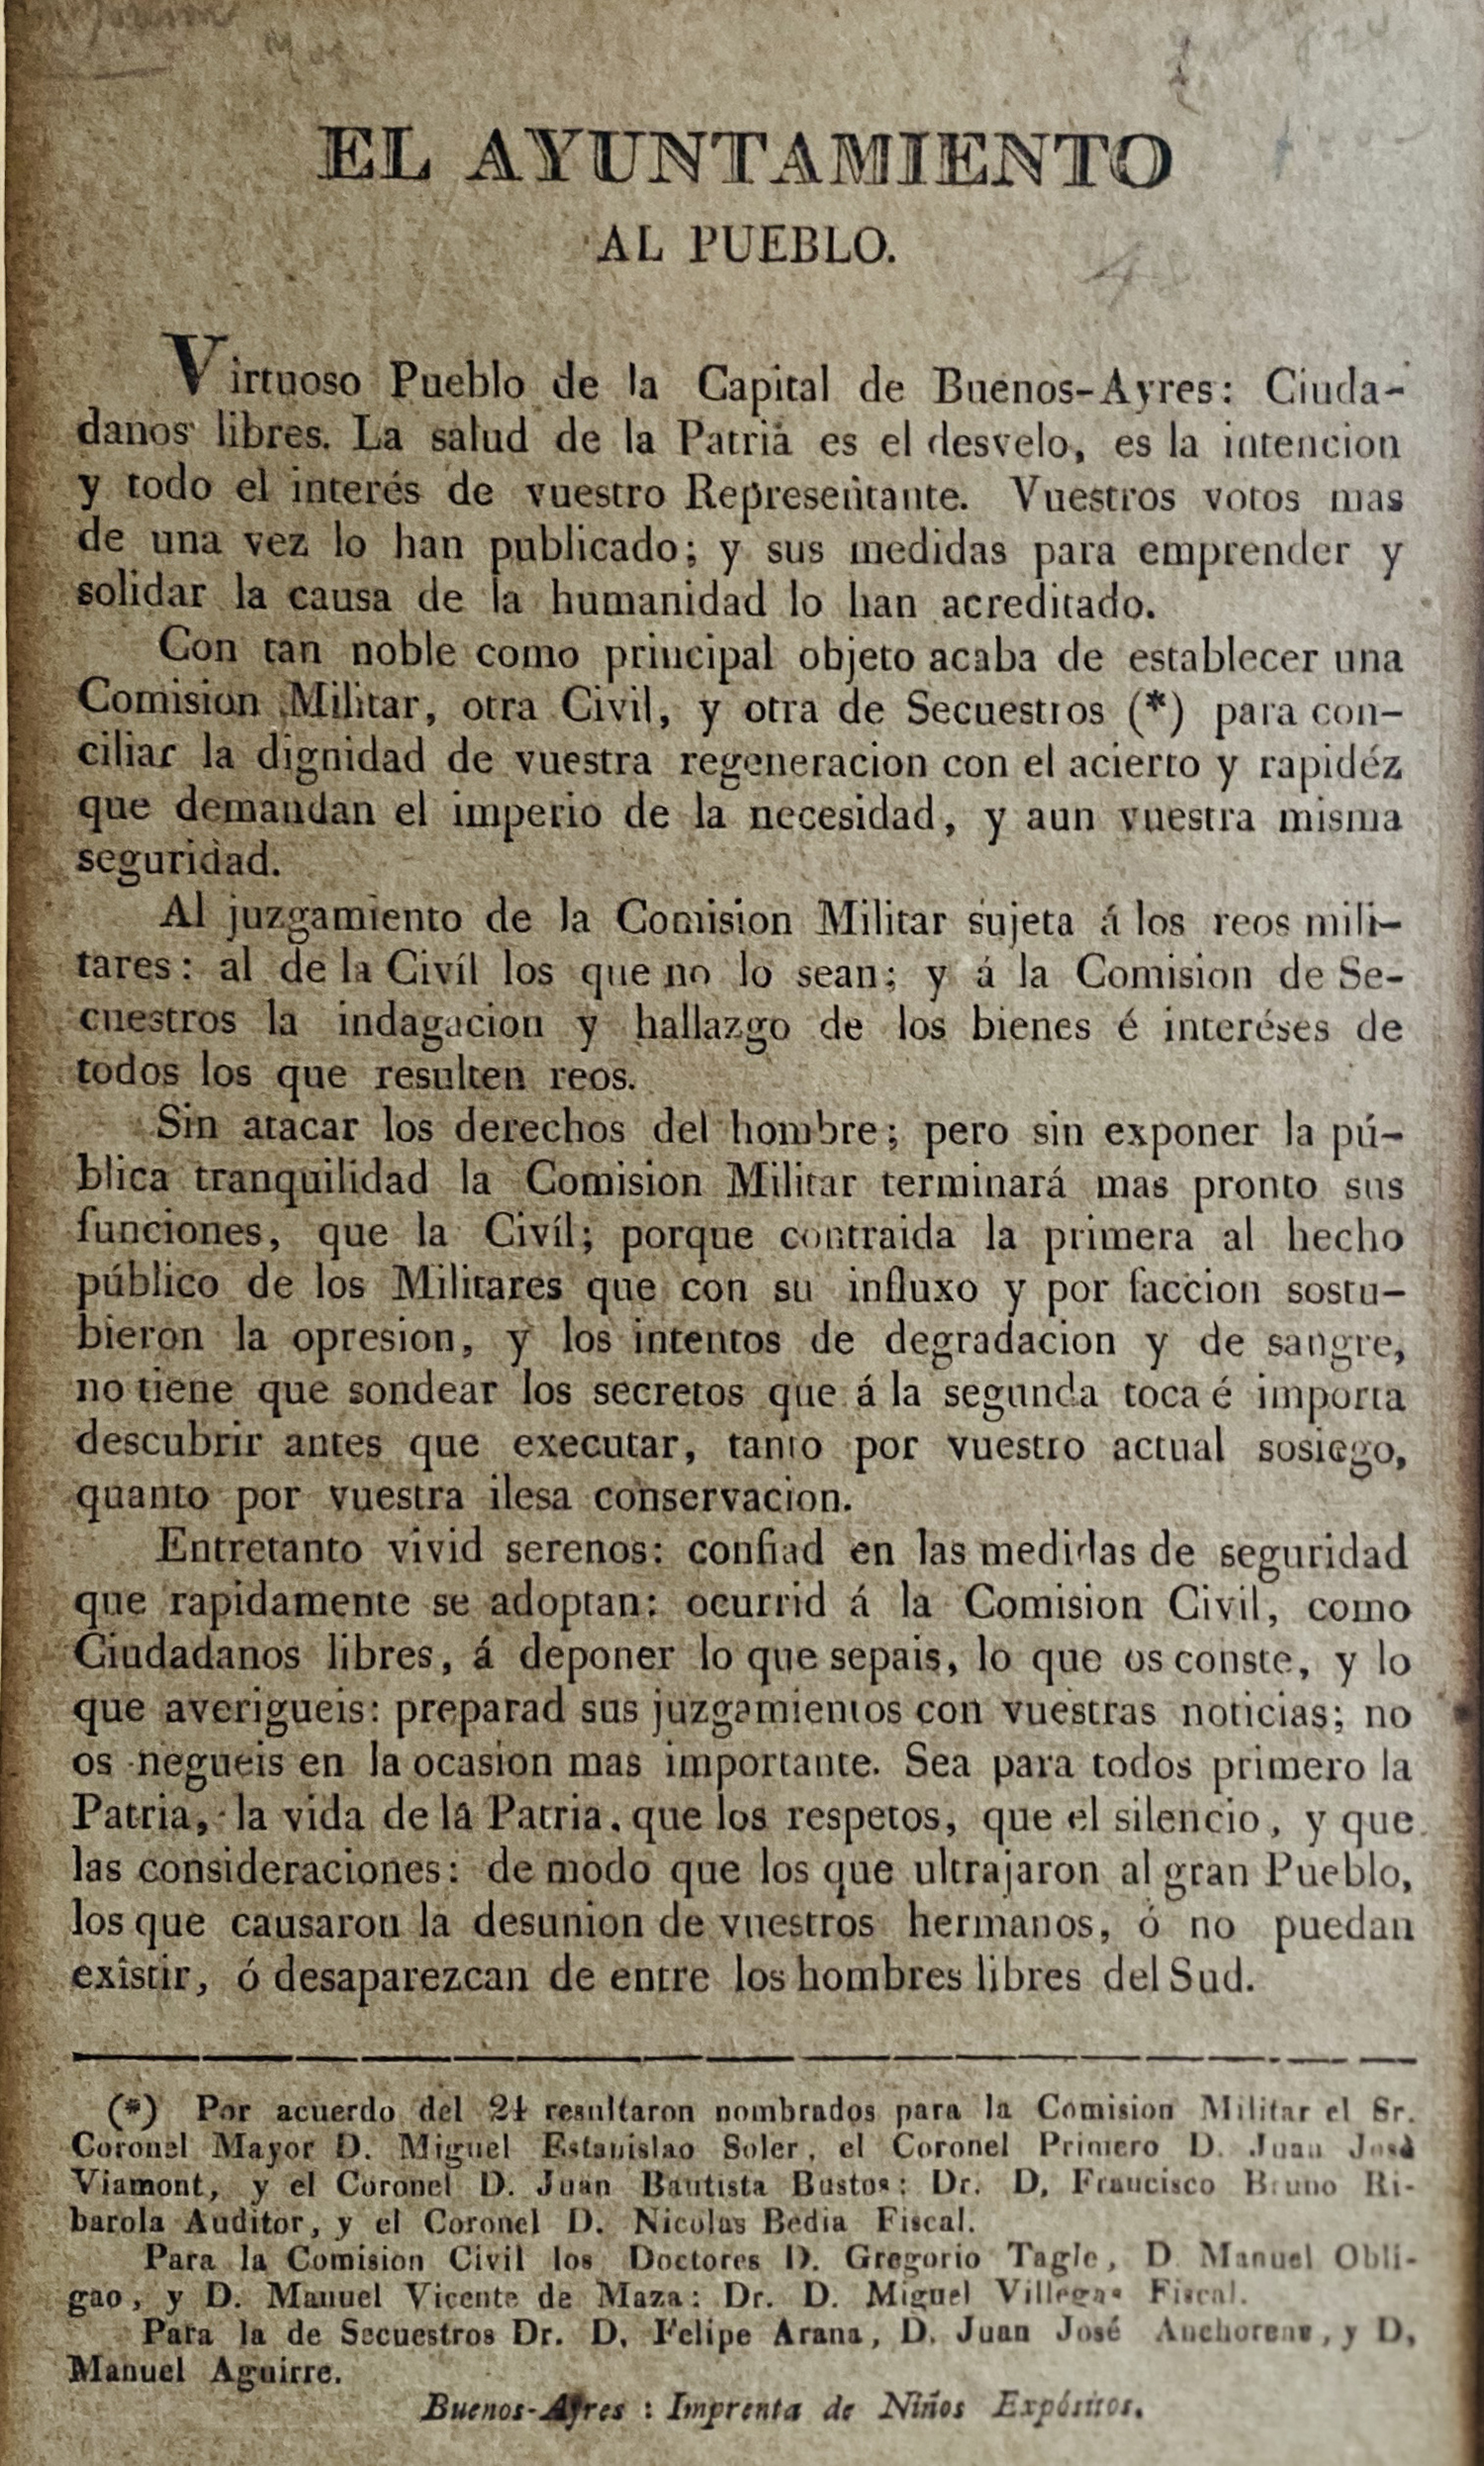 EL AYUNTAMIENTO
AL PUEBLO.
Virtuoso Pueblo de la Capital de Buenos-Ayres: Ciuda-
danos libres. La salud de la Patria es el desvelo, es la intencion
y todo el interés de vuestro Representante. Vuestros votos mas
de una vez lo han publicado; y sus medidas para emprender y
solidar la causa de la humanidad lo han acreditado.
Con tan noble como principal objeto acaba de establecer una
Comision Militar, otra Civil, y otra de Secuestros (*) para con-
ciliar la dignidad de vuestra regeneracion con el acierto y rapidéz
que demandan el imperio de la necesidad, y aun vuestra misma
seguridad.
Al juzgamiento de la Comision Militar sujeta á los reos mili-
tares: al de la Civíl los que no lo sean; y á la Comision de Se-
cuestros la indagacion y hallazgo de los bienes é interéses de
todos los que resulten reos.
Sin atacar los derechos del hombre; pero sin exponer la pú-
blica tranquilidad la Comision Militar terminará mas pronto sus
funciones, que la Civíl; porque contraida la primera al hecho
público de los Militares que con su influxo y por faccion sostu-
bieron la opresion, y los intentos de degradacion y de sangre,
no tiene que sondear los secretos que á la segunda toca é importa
descubrir antes que executar, tanto por vuestro actual sosiego,
quanto por vuestra ilesa conservacion.
Entretanto vivid serenos: confiad en las medidas de seguridad
que rapidamente se adoptan: ocurrid á la Comision Civil, como
Ciudadanos libres, á deponer lo que sepais, lo que os conste, y lo
que averigueis: preparad sus juzgamientos con vuestras noticias; no
os negueis en la ocasion mas importante. Sea para todos primero la
Patria, la vida de la Patria, que los respetos, que el silencio, y que
las consideraciones: de modo que los que ultrajaron al gran Pueblo,
los que causaron la desunion de vuestros hermanos, ó no puedan
existir, ó desaparezcan de entre los hombres libres del Sud.
(*) Por acuerdo del 21 resultaron nombrados para la Comision Militar el Sr.
Coronel Mayor D. Miguel Estanislao Soler, el Coronel Primero D. Juan José
Viamont, y el Coronel D. Juan Bautista Bustos: Dr. D. Francisco Bruno Ri-
barola Auditor, y el Coronel D. Nicolas Bedia Fiscal.
Para la Comision Civil los Doctores D. Gregorio Tagle, D. Manuel Obli-
gao, y D. Manuel Vicente de Maza: Dr. D. Miguel Villegas Fiscal.
Para la de Secuestros Dr. D. Felipe Arana, D. Juan José Anchorena, y D.
Manuel Aguirre.
Buenos-Ayres: Imprenta de Niños Expósitos.